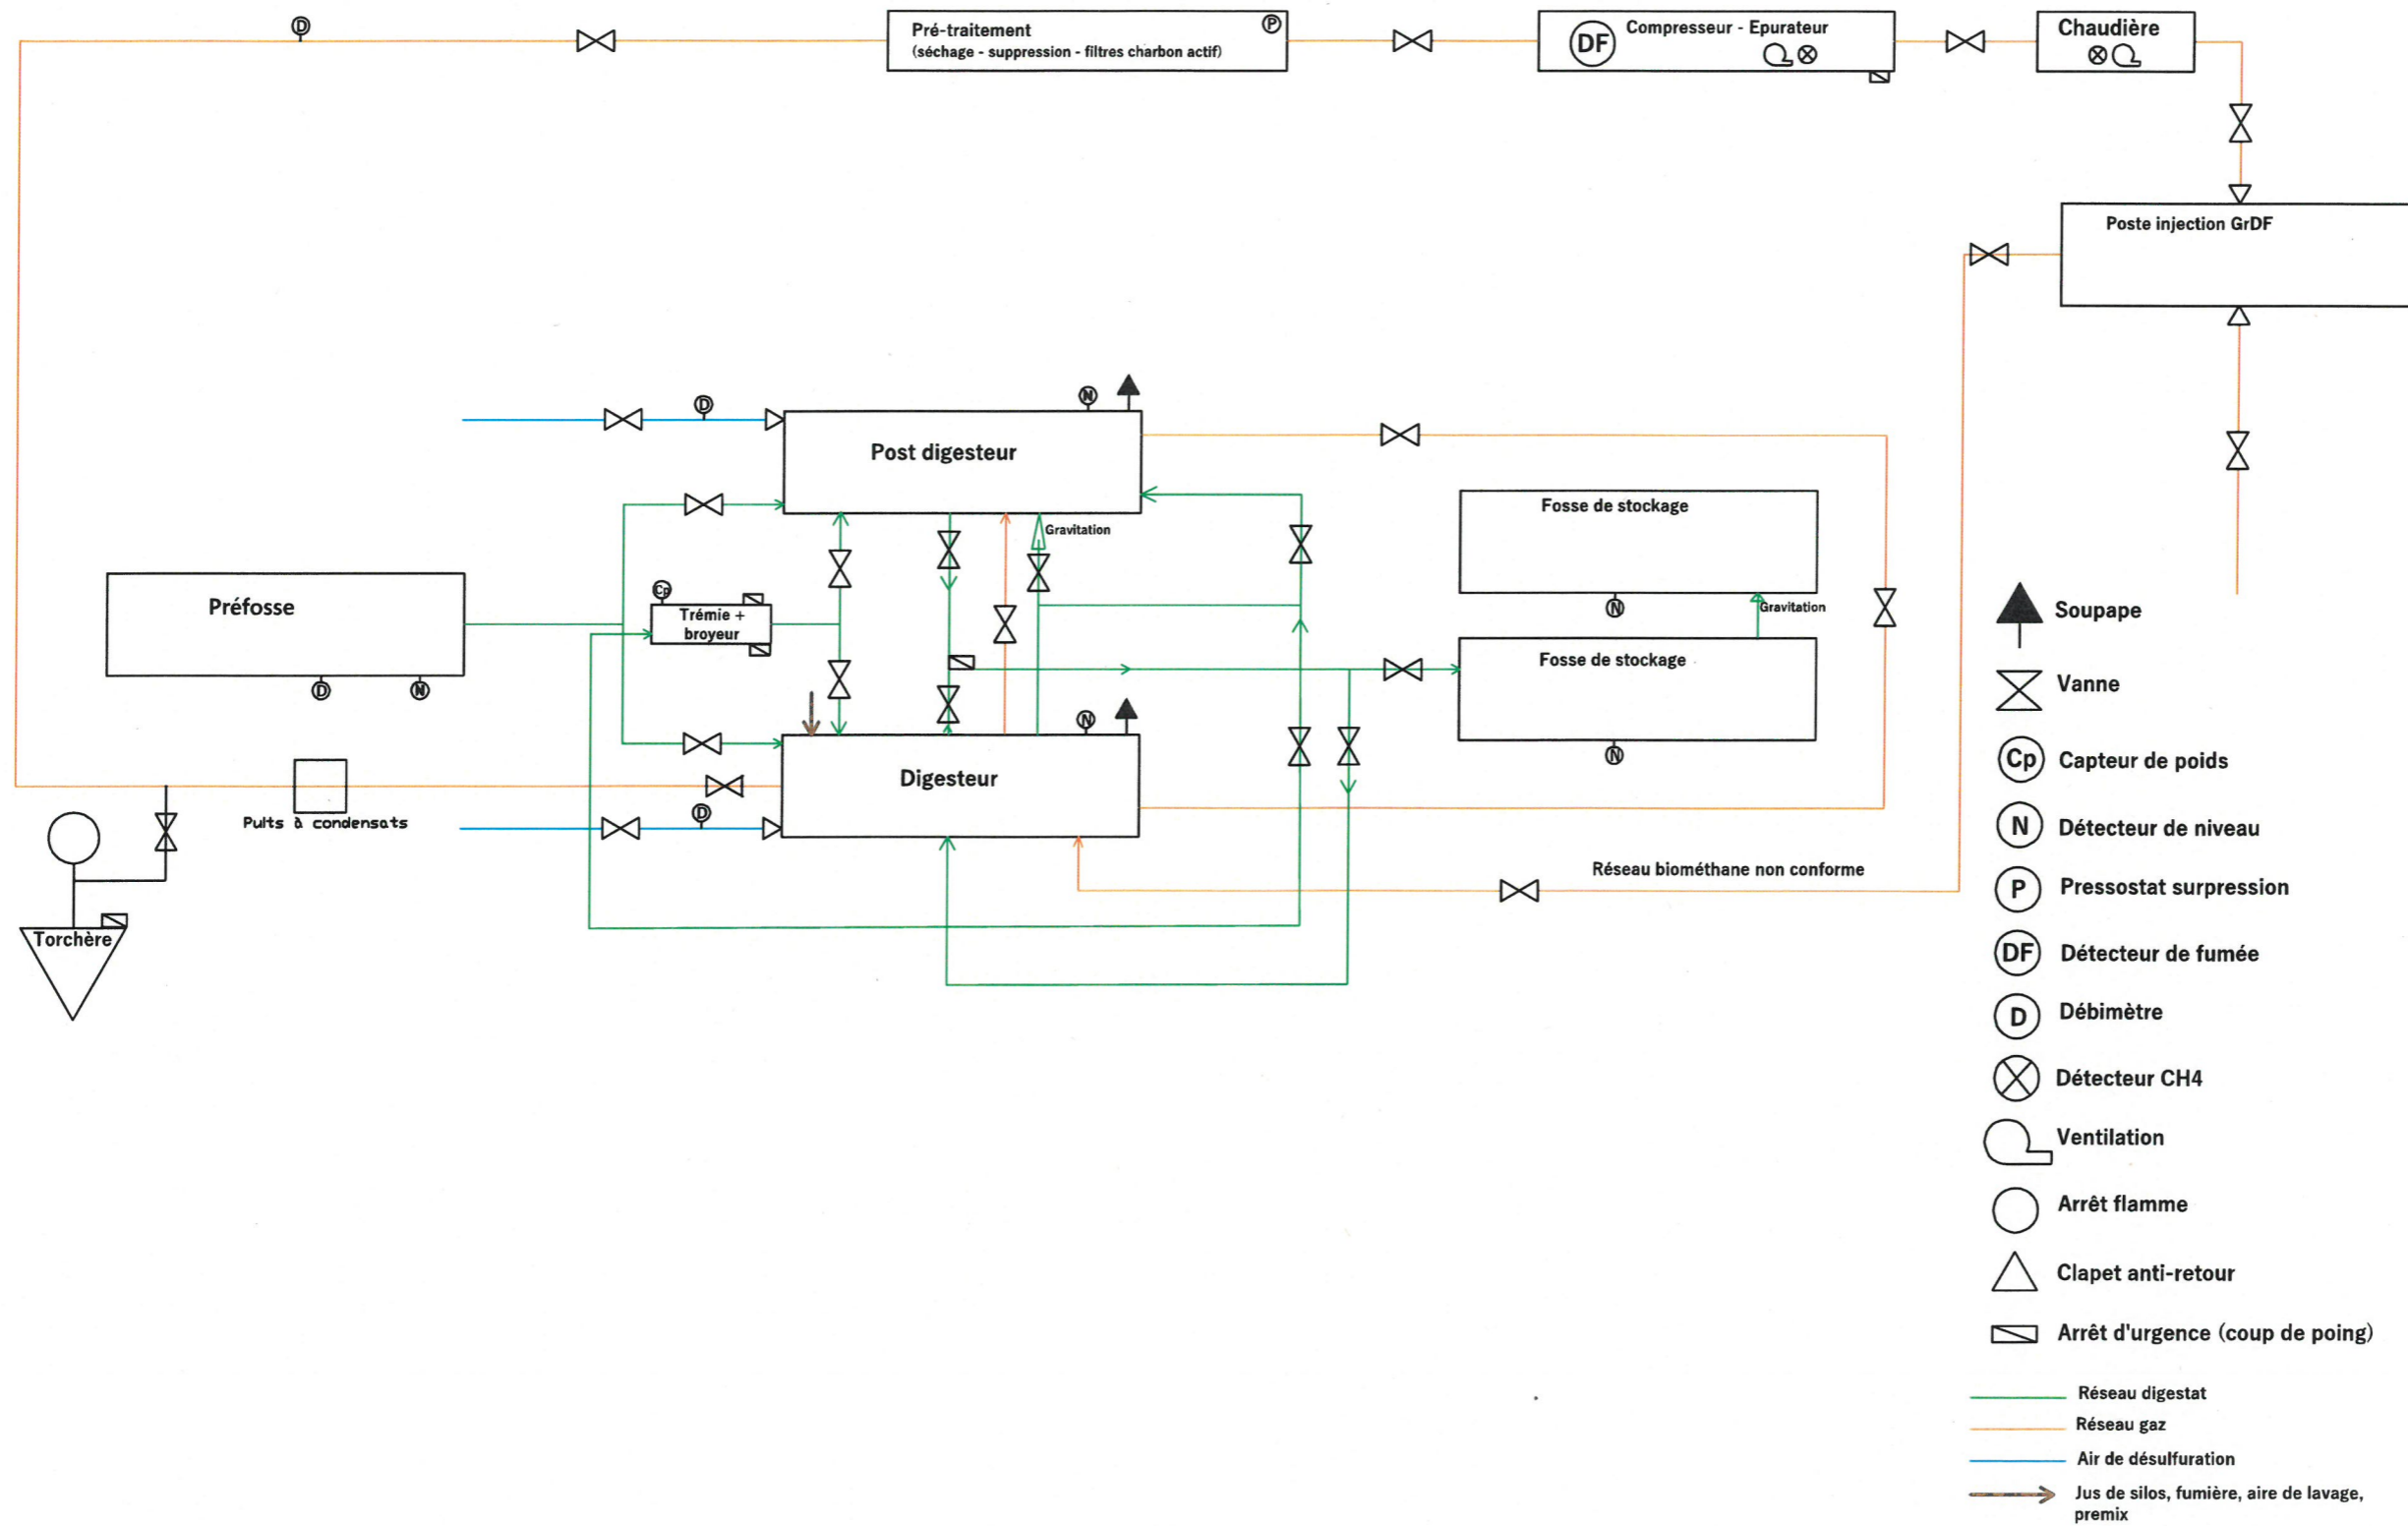 D
Pré-traitement
(séchage - suppression - filtres charbon actif)
P
DF
Compresseur - Epurateur
Chaudière
Poste injection GrDF
D
N
Post digesteur
Gravitation
Fosse de stockage
N
Gravitation
Fosse de stockage
N
Préfosse
D
N
Cp
Trémie +
broyeur
N
Digesteur
D
Puits à condensats
Torchère
Réseau biométhane non conforme
Soupape
Vanne
Cp Capteur de poids
N Détecteur de niveau
P Pressostat surpression
DF Détecteur de fumée
D Débimètre
Détecteur CH4
Ventilation
Arrêt flamme
Clapet anti-retour
Arrêt d'urgence (coup de poing)
Réseau digestat
Réseau gaz
Air de désulfuration
Jus de silos, fumière, aire de lavage,
premix